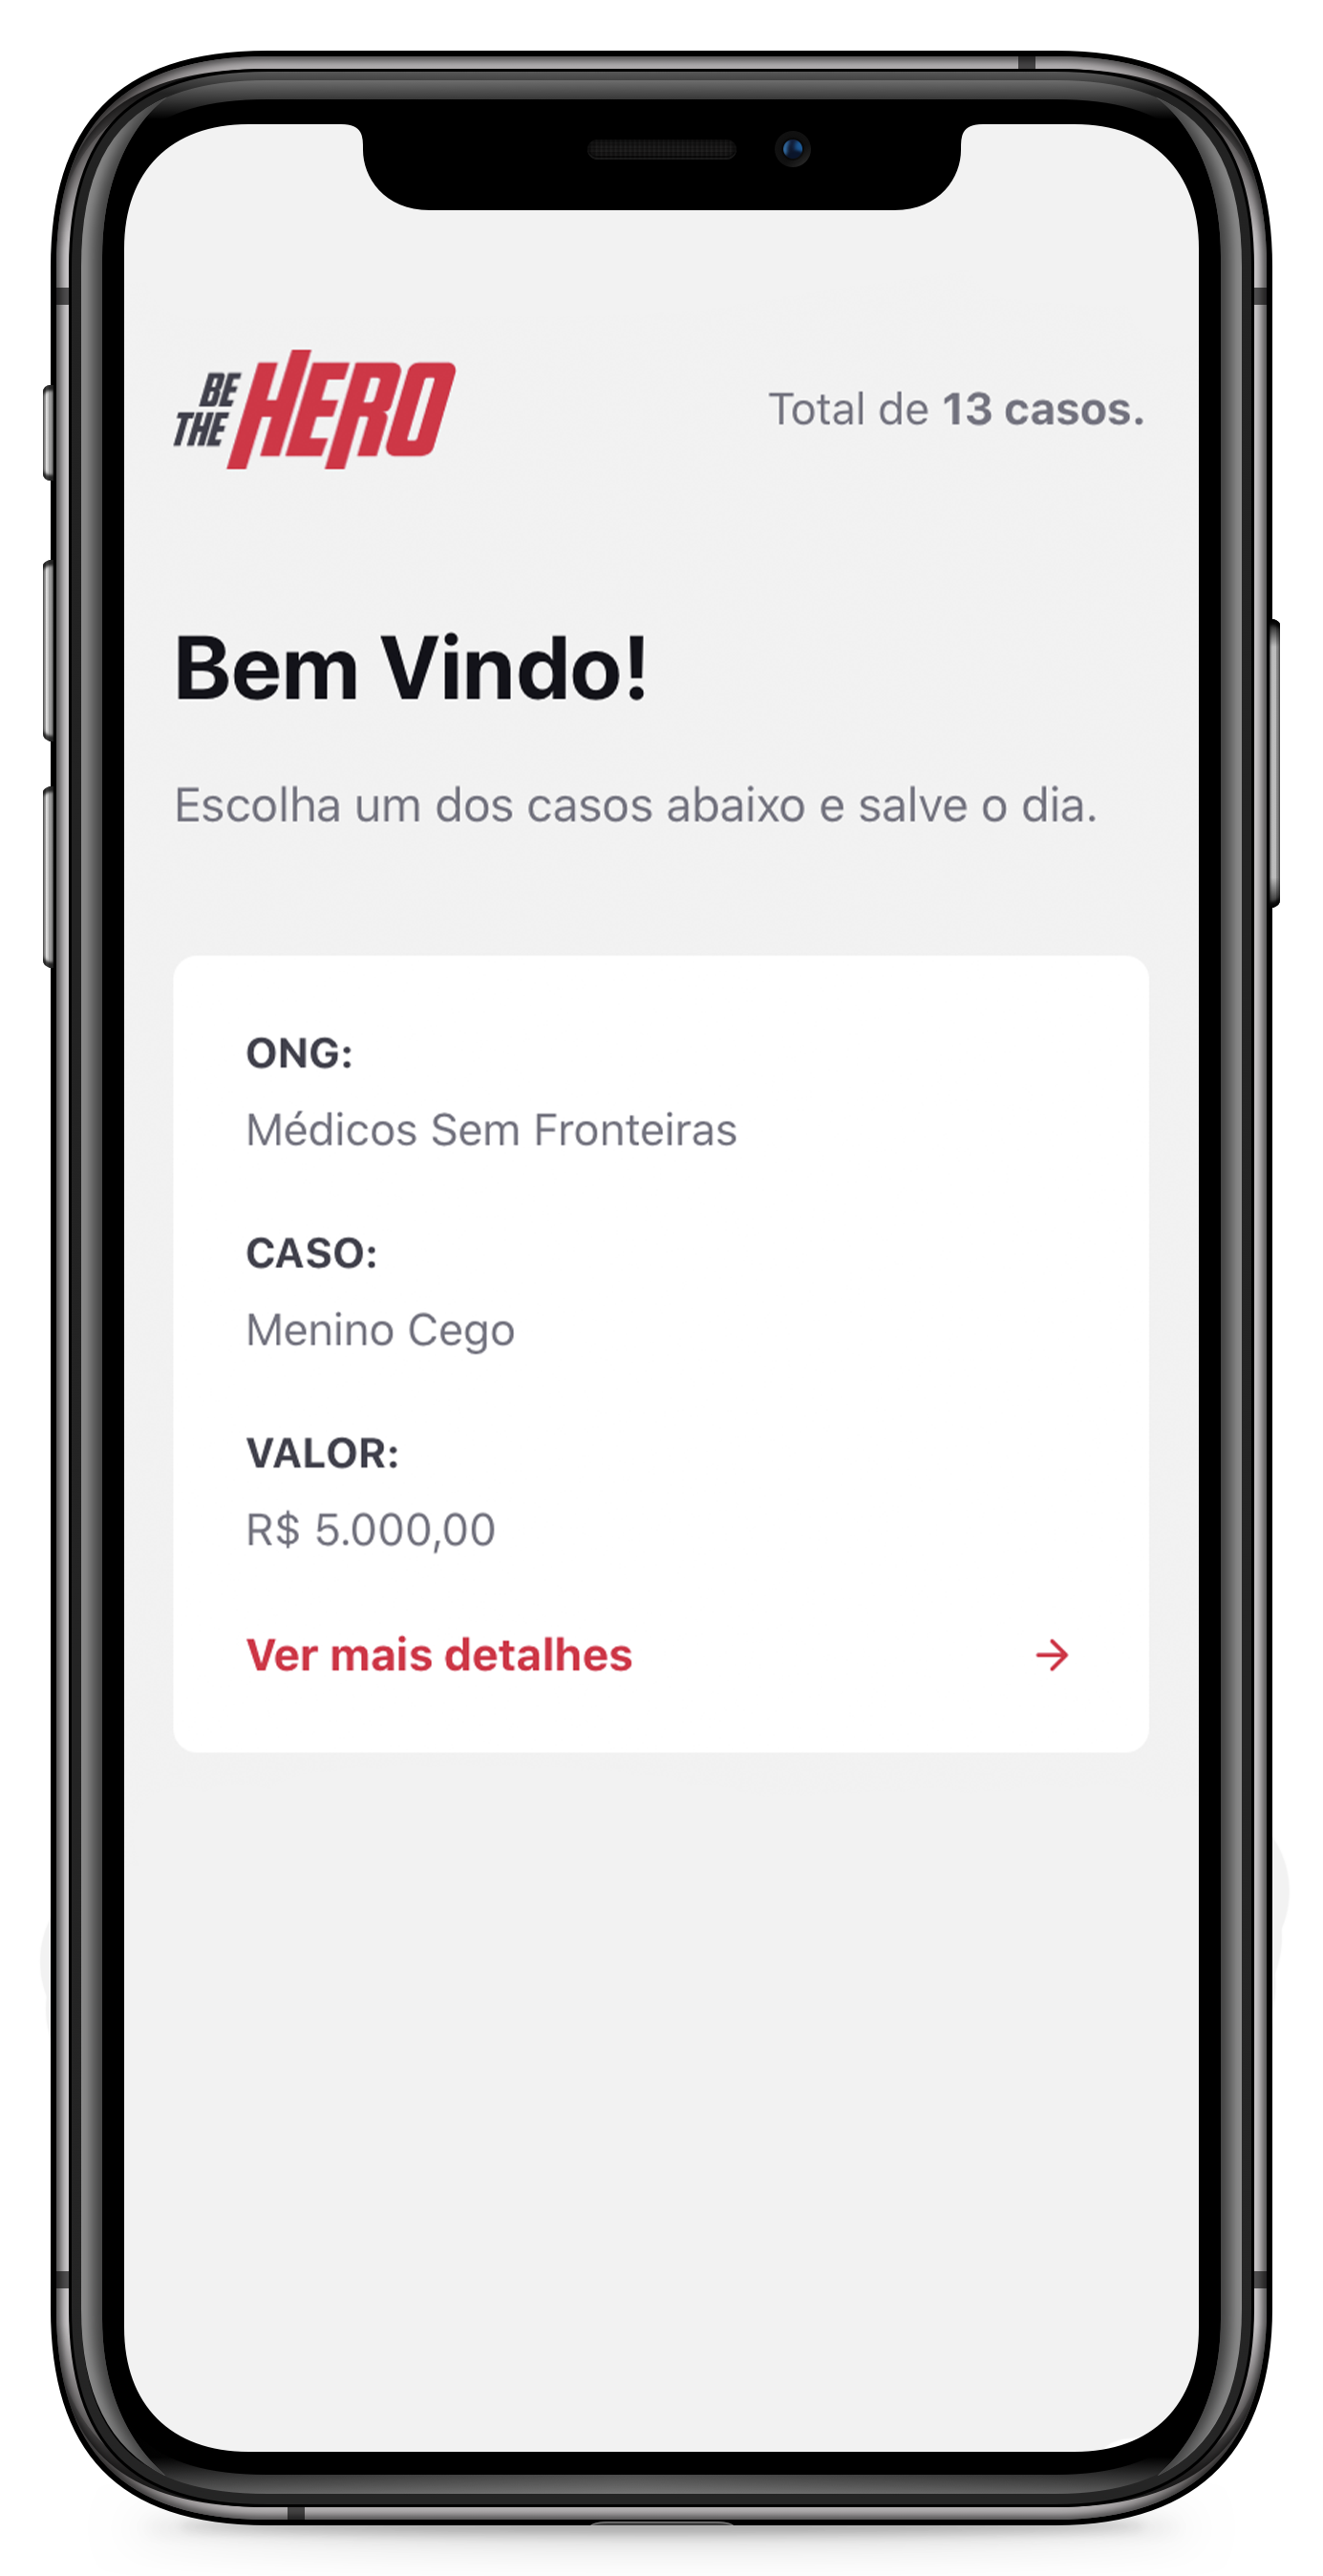 BE
THE HERO
Total de 13 casos.
Bem Vindo!
Escolha um dos casos abaixo e salve o dia.
ONG:
Médicos Sem Fronteiras
CASO:
Menino Cego
VALOR:
R$ 5.000,00
Ver mais detalhes